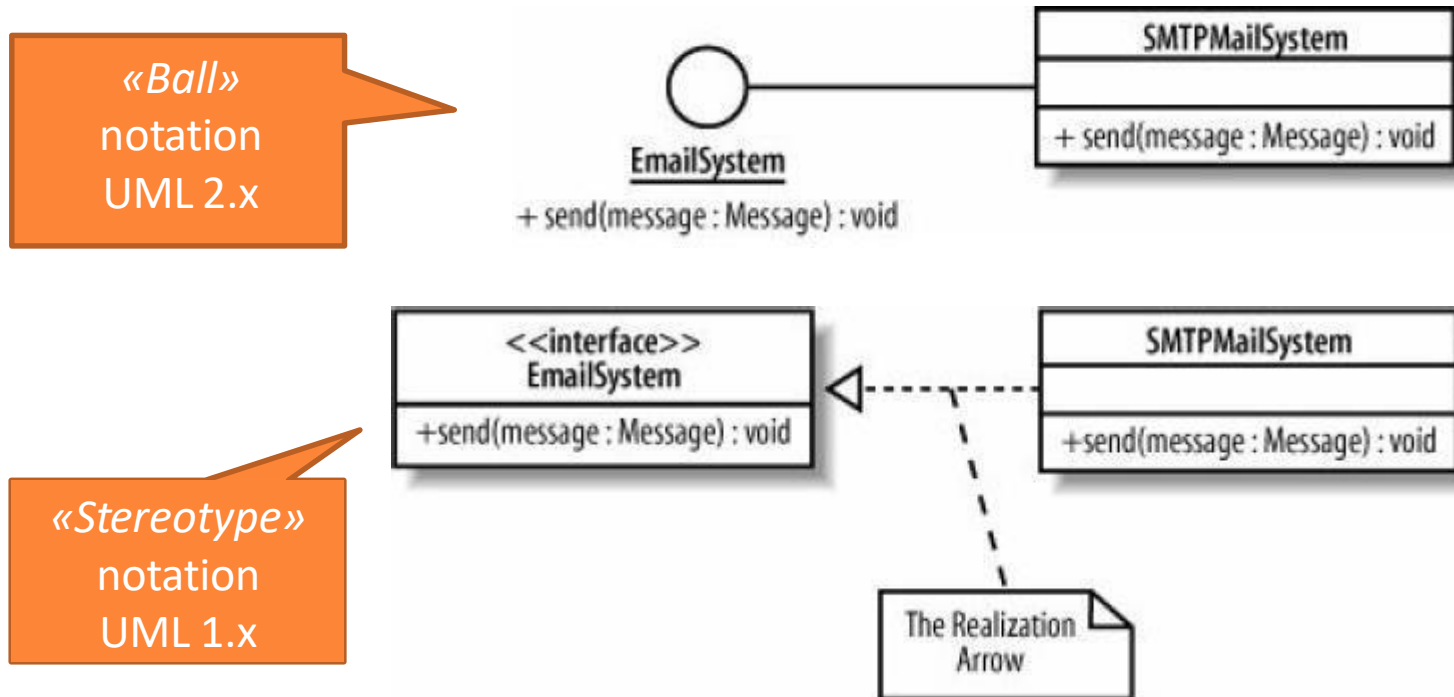 «Ball»
notation
UML 2.x
EmailSystem
+ send(message : Message) : void
SMTPMailSystem
+ send(message : Message) : void
«Stereotype»
notation
UML 1.x
<<interface>>
EmailSystem
+send(message : Message) : void
SMTPMailSystem
+send(message : Message) : void
The Realization
Arrow